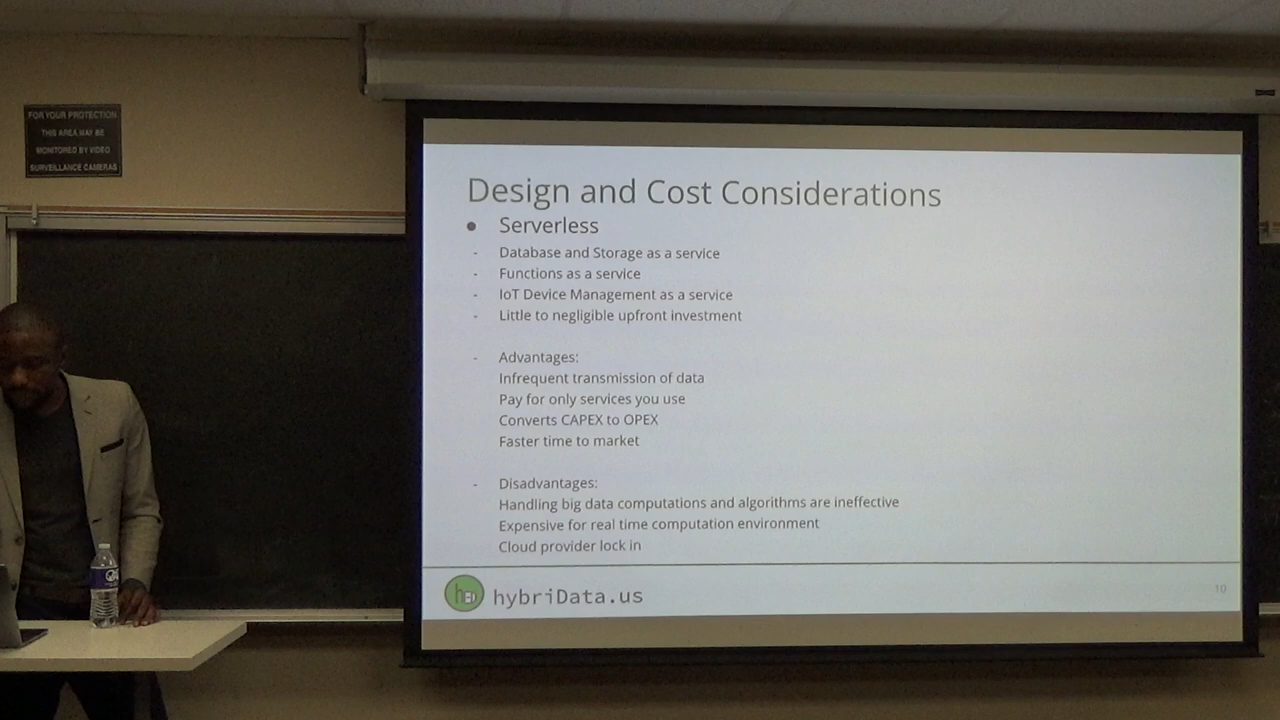 FOR YOUR PROTECTION
THIS AREA MAY BE
MONITORED BY VIDEO
SURVEILLANCE CAMERAS
Design and Cost Considerations
● Serverless
- Database and Storage as a service
- Functions as a service
- IoT Device Management as a service
- Little to negligible upfront investment
- Advantages:
Infrequent transmission of data
Pay for only services you use
Converts CAPEX to OPEX
Faster time to market
- Disadvantages:
Handling big data computations and algorithms are ineffective
Expensive for real time computation environment
Cloud provider lock in
hybriData.us
10